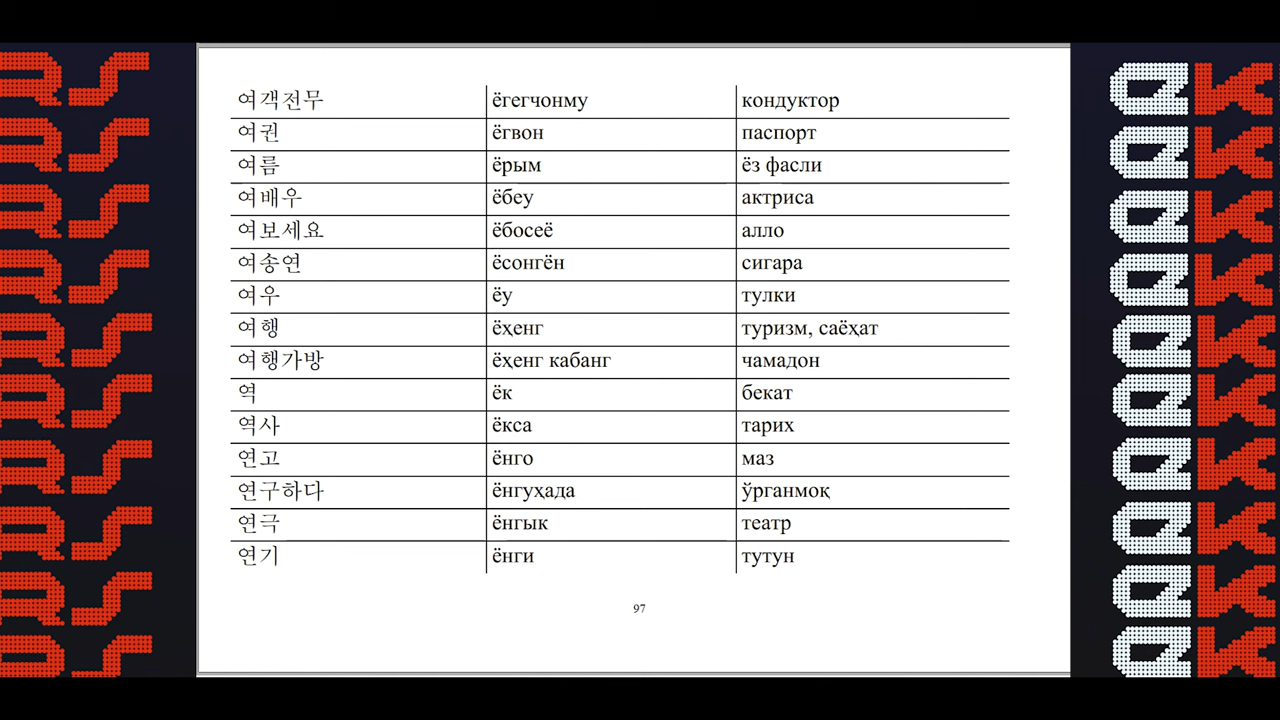 여객전무 ёгегчонму кондуктор
여권 ёгвон паспорт
여름 ёрым ёз фасли
여배우 ёбеу актриса
여보세요 ёбосеё алло
여송연 ёсонгён сигара
여우 ёу тулки
여행 ёҳенг туризм, саёҳат
여행가방 ёҳенг кабанг чамадон
역 ёк бекат
역사 ёкса тарих
연고 ёнго маз
연구하다 ёнгуҳада ўрганмоқ
연극 ёнгык театр
연기 ёнги тутун
97